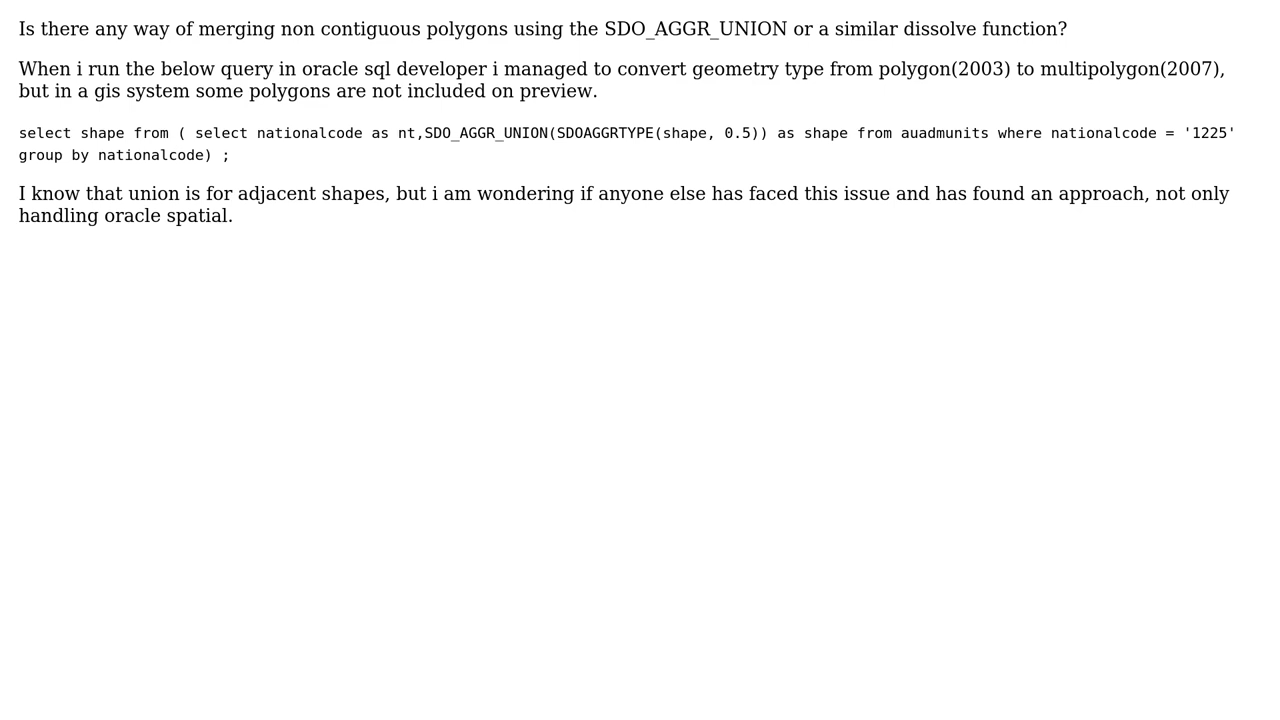 Is there any way of merging non contiguous polygons using the SDO_AGGR_UNION or a similar dissolve function?
When i run the below query in oracle sql developer i managed to convert geometry type from polygon(2003) to multipolygon(2007),
but in a gis system some polygons are not included on preview.
select shape from ( select nationalcode as nt,SDO_AGGR_UNION(SDOAGGRTYPE(shape, 0.5)) as shape from auadmunits where nationalcode = '1225'
group by nationalcode) ;
I know that union is for adjacent shapes, but i am wondering if anyone else has faced this issue and has found an approach, not only
handling oracle spatial.